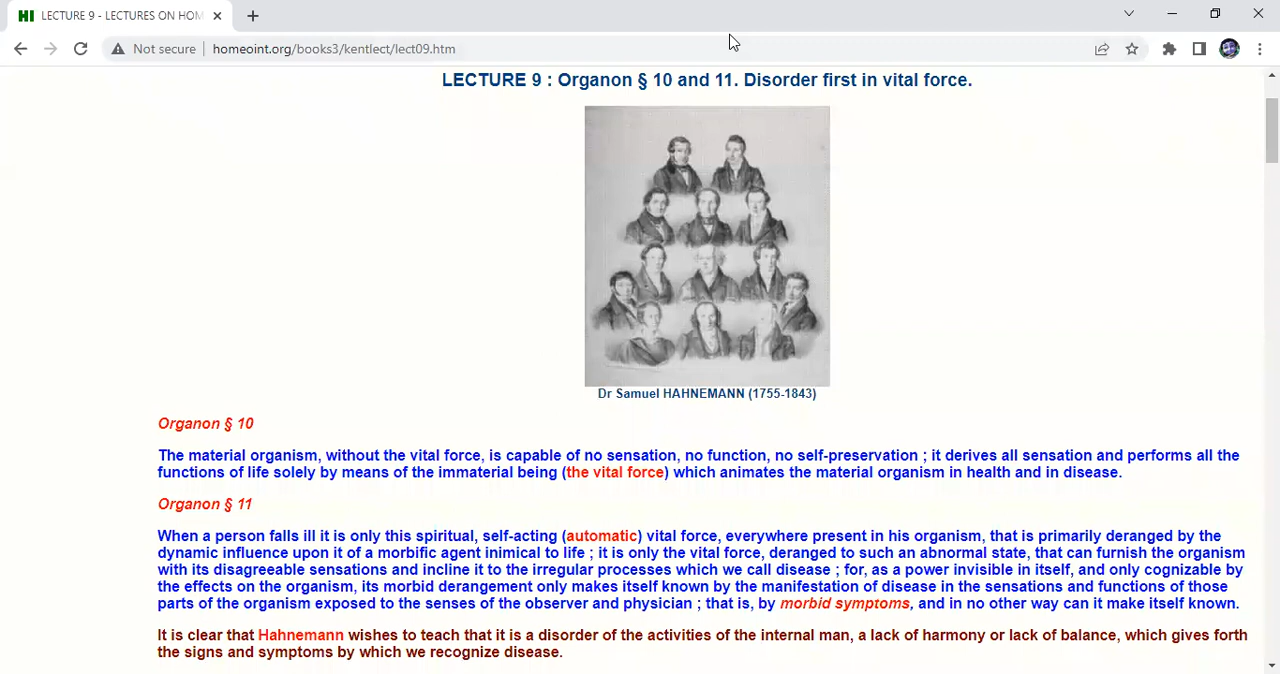 LECTURE 9 - LECTURES ON HOM
Not secure
homeoint.org/books3/kentlect/lect09.htm
LECTURE 9 : Organon § 10 and 11. Disorder first in vital force.
Dr Samuel HAHNEMANN (1755-1843)
Organon § 10
The material organism, without the vital force, is capable of no sensation, no function, no self-preservation ; it derives all sensation and performs all the
functions of life solely by means of the immaterial being (the vital force) which animates the material organism in health and in disease.
Organon § 11
When a person falls ill it is only this spiritual, self-acting (automatic) vital force, everywhere present in his organism, that is primarily deranged by the
dynamic influence upon it of a morbific agent inimical to life ; it is only the vital force, deranged to such an abnormal state, that can furnish the organism
with its disagreeable sensations and incline it to the irregular processes which we call disease ; for, as a power invisible in itself, and only cognizable by
the effects on the organism, its morbid derangement only makes itself known by the manifestation of disease in the sensations and functions of those
parts of the organism exposed to the senses of the observer and physician ; that is, by morbid symptoms, and in no other way can it make itself known.
It is clear that Hahnemann wishes to teach that it is a disorder of the activities of the internal man, a lack of harmony or lack of balance, which gives forth
the signs and symptoms by which we recognize disease.